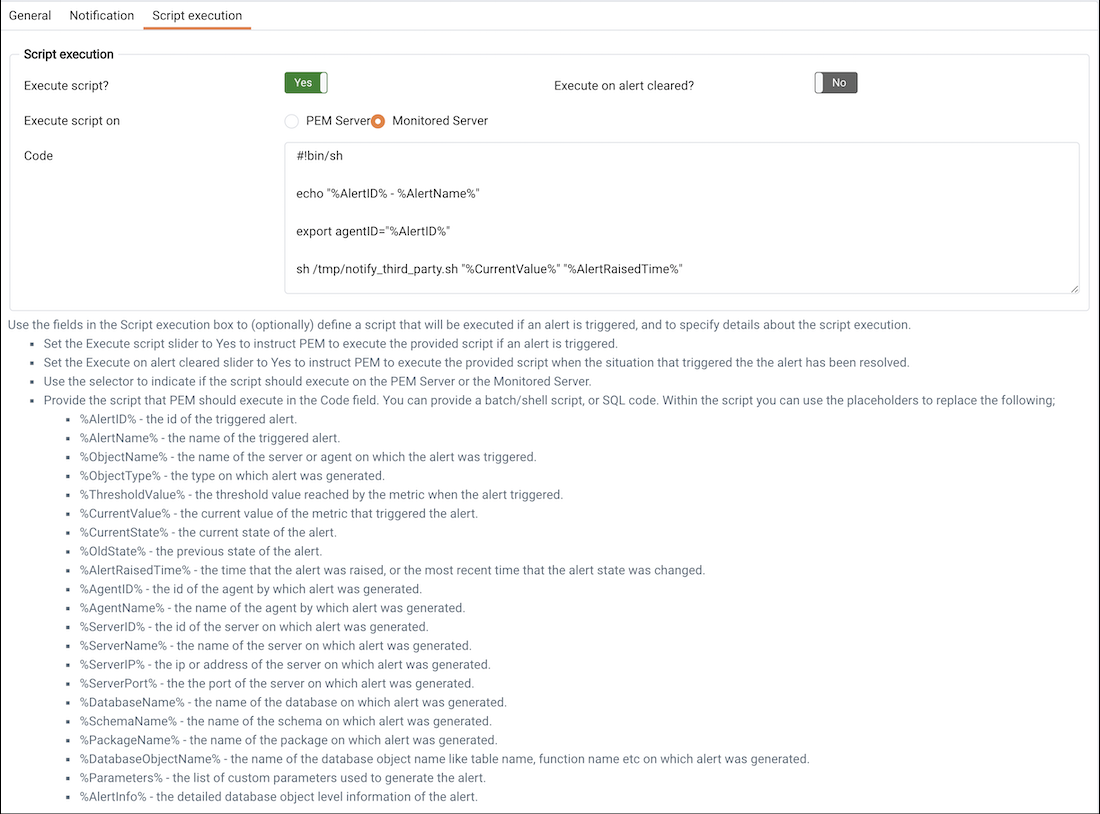 General Notification Script execution
Script execution
Execute script? Yes Execute on alert cleared? No
Execute script on PEM Server Monitored Server
Code #!bin/sh
echo "%AlertID% - %AlertName%"
export agentID="%AlertID%"
sh /tmp/notify_third_party.sh "%CurrentValue%" "%AlertRaisedTime%"
Use the fields in the Script execution box to (optionally) define a script that will be executed if an alert is triggered, and to specify details about the script execution.
Set the Execute script slider to Yes to instruct PEM to execute the provided script if an alert is triggered.
Set the Execute on alert cleared slider to Yes to instruct PEM to execute the provided script when the situation that triggered the the alert has been resolved.
Use the selector to indicate if the script should execute on the PEM Server or the Monitored Server.
Provide the script that PEM should execute in the Code field. You can provide a batch/shell script, or SQL code. Within the script you can use the placeholders to replace the following;
%AlertID% - the id of the triggered alert.
%AlertName% - the name of the triggered alert.
%ObjectName% - the name of the server or agent on which the alert was triggered.
%ObjectType% - the type on which alert was generated.
%ThresholdValue% - the threshold value reached by the metric when the alert triggered.
%CurrentValue% - the current value of the metric that triggered the alert.
%CurrentState% - the current state of the alert.
%OldState% - the previous state of the alert.
%AlertRaisedTime% - the time that the alert was raised, or the most recent time that the alert state was changed.
%AgentID% - the id of the agent by which alert was generated.
%AgentName% - the name of the agent by which alert was generated.
%ServerID% - the id of the server on which alert was generated.
%ServerName% - the name of the server on which alert was generated.
%ServerIP% - the ip or address of the server on which alert was generated.
%ServerPort% - the the port of the server on which alert was generated.
%DatabaseName% - the name of the database on which alert was generated.
%SchemaName% - the name of the schema on which alert was generated.
%PackageName% - the name of the package on which alert was generated.
%DatabaseObjectName% - the name of the database object name like table name, function name etc on which alert was generated.
%Parameters% - the list of custom parameters used to generate the alert.
%AlertInfo% - the detailed database object level information of the alert.